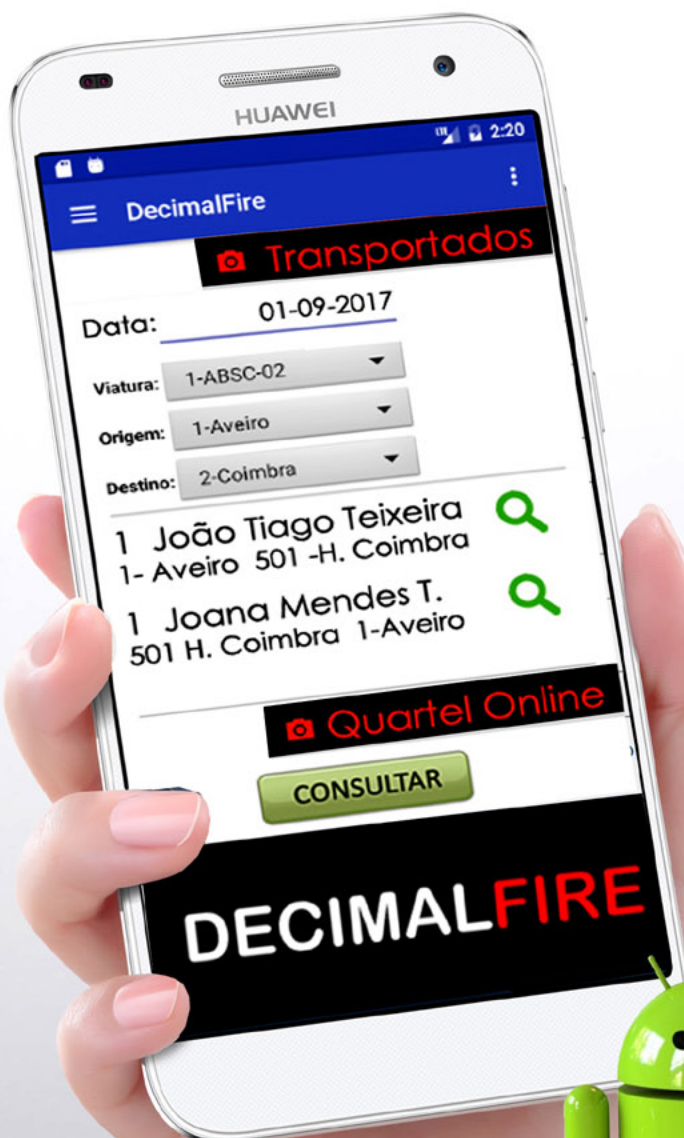 HUAWEI
2:20
DecimalFire
Transportados
Data: 01-09-2017
Viatura: 1-ABSC-02
Origem: 1-Aveiro
Destino: 2-Coimbra
1 João Tiago Teixeira
1- Aveiro 501 -H. Coimbra
1 Joana Mendes T.
501 H. Coimbra 1-Aveiro
Quartel Online
CONSULTAR
DECIMALFIRE